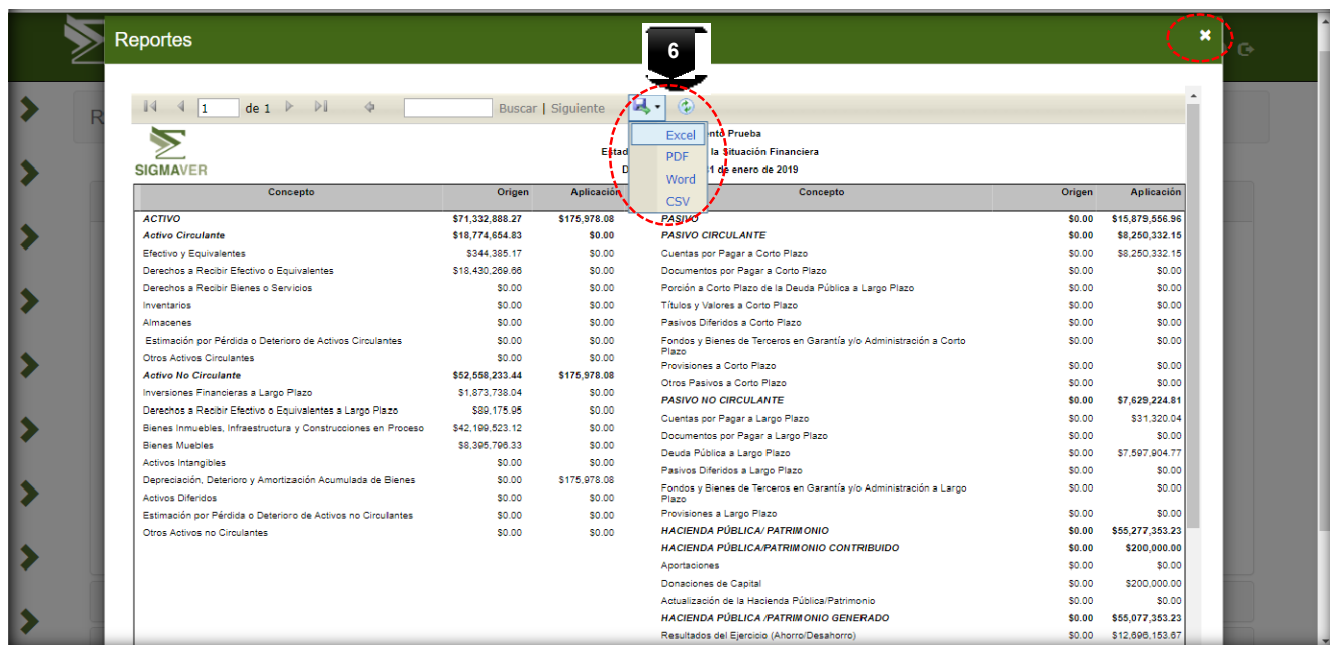 Reportes
6
1 de 1 Buscar | Siguiente
Excel
PDF
Word
CSV
SIGMAVER
nto Prueba
Estad la Situación Financiera
D 1 de enero de 2019
Concepto Origen Aplicación Concepto Origen Aplicación
ACTIVO $71,332,888.27 $175,978.08
Activo Circulante $18,774,654.83 $0.00
Efectivo y Equivalentes $344,385.17 $0.00
Derechos a Recibir Efectivo o Equivalentes $18,430,269.66 $0.00
Derechos a Recibir Bienes o Servicios $0.00 $0.00
Inventarios $0.00 $0.00
Almacenes $0.00 $0.00
Estimación por Pérdida o Deterioro de Activos Circulantes $0.00 $0.00
Otros Activos Circulantes $0.00 $0.00
Activo No Circulante $52,558,233.44 $175,978.08
Inversiones Financieras a Largo Plazo $1,873,738.04 $0.00
Derechos a Recibir Efectivo o Equivalentes a Largo Plazo $89,175.95 $0.00
Bienes Inmuebles, Infraestructura y Construcciones en Proceso $42,199,523.12 $0.00
Bienes Muebles $8,395,796.33 $0.00
Activos Intangibles $0.00 $0.00
Depreciación, Deterioro y Amortización Acumulada de Bienes $0.00 $175,978.08
Activos Diferidos $0.00 $0.00
Estimación por Pérdida o Deterioro de Activos no Circulantes $0.00 $0.00
Otros Activos no Circulantes $0.00 $0.00
PASIVO $0.00 $15,879,556.96
PASIVO CIRCULANTE $0.00 $8,250,332.15
Cuentas por Pagar a Corto Plazo $0.00 $8,250,332.15
Documentos por Pagar a Corto Plazo $0.00 $0.00
Porción a Corto Plazo de la Deuda Pública a Largo Plazo $0.00 $0.00
Títulos y Valores a Corto Plazo $0.00 $0.00
Pasivos Diferidos a Corto Plazo $0.00 $0.00
Fondos y Bienes de Terceros en Garantía y/o Administración a Corto $0.00 $0.00
Plazo
Provisiones a Corto Plazo $0.00 $0.00
Otros Pasivos a Corto Plazo $0.00 $0.00
PASIVO NO CIRCULANTE $0.00 $7,629,224.81
Cuentas por Pagar a Largo Plazo $0.00 $31,320.04
Documentos por Pagar a Largo Plazo $0.00 $0.00
Deuda Pública a Largo Plazo $0.00 $7,597,904.77
Pasivos Diferidos a Largo Plazo $0.00 $0.00
Fondos y Bienes de Terceros en Garantía y/o Administración a Largo $0.00 $0.00
Plazo
Provisiones a Largo Plazo $0.00 $0.00
HACIENDA PÚBLICA/ PATRIMONIO $0.00 $55,277,353.23
HACIENDA PÚBLICA/PATRIMONIO CONTRIBUIDO $0.00 $200,000.00
Aportaciones $0.00 $0.00
Donaciones de Capital $0.00 $200,000.00
Actualización de la Hacienda Pública/Patrimonio $0.00 $0.00
HACIENDA PÚBLICA /PATRIMONIO GENERADO $0.00 $55,077,353.23
Resultados del Ejercicio (Ahorro/Desahorro) $0.00 $12,696,153.67